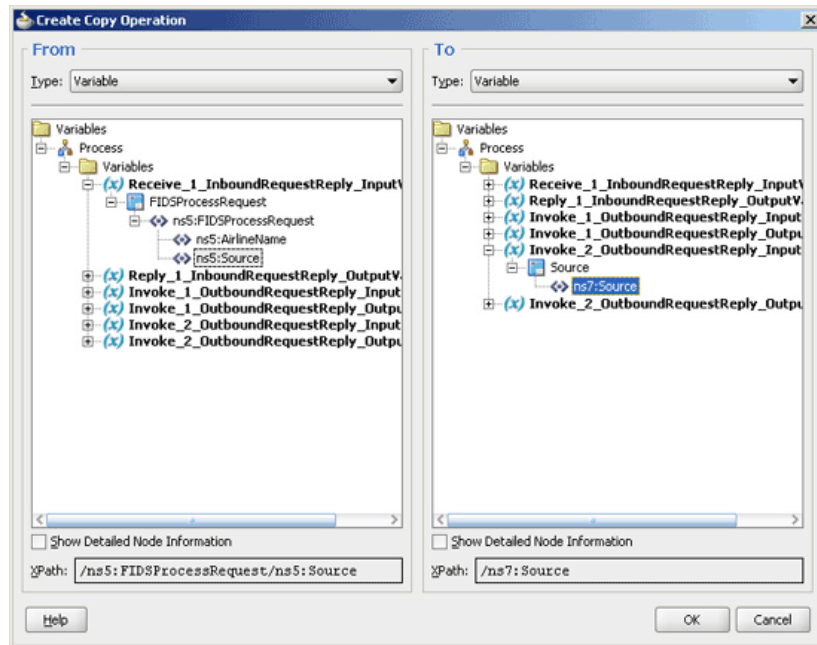 Create Copy Operation
From
Type: Variable
Variables
Process
Variables
Receive_1_InboundRequestReply_InputV
FIDSProcessRequest
ns5:FIDSProcessRequest
ns5:AirlineName
ns5:Source
Reply_1_InboundRequestReply_OutputV.
Invoke_1_OutboundRequestReply_Input
Invoke_1_OutboundRequestReply_Outpu
Invoke_2_OutboundRequestReply_Input
Invoke_2_OutboundRequestReply_Outpu
Show Detailed Node Information
XPath: /ns5:FIDSProcessRequest/ns5:Source
To
Type: Variable
Variables
Process
Variables
Receive_1_InboundRequestReply_InputV
Reply_1_InboundRequestReply_OutputV.
Invoke_1_OutboundRequestReply_Input
Invoke_1_OutboundRequestReply_Outpu
Invoke_2_OutboundRequestReply_Input
Source
ns7:Source
Invoke_2_OutboundRequestReply_Outpu
Show Detailed Node Information
XPath: /ns7:Source
Help
OK
Cancel